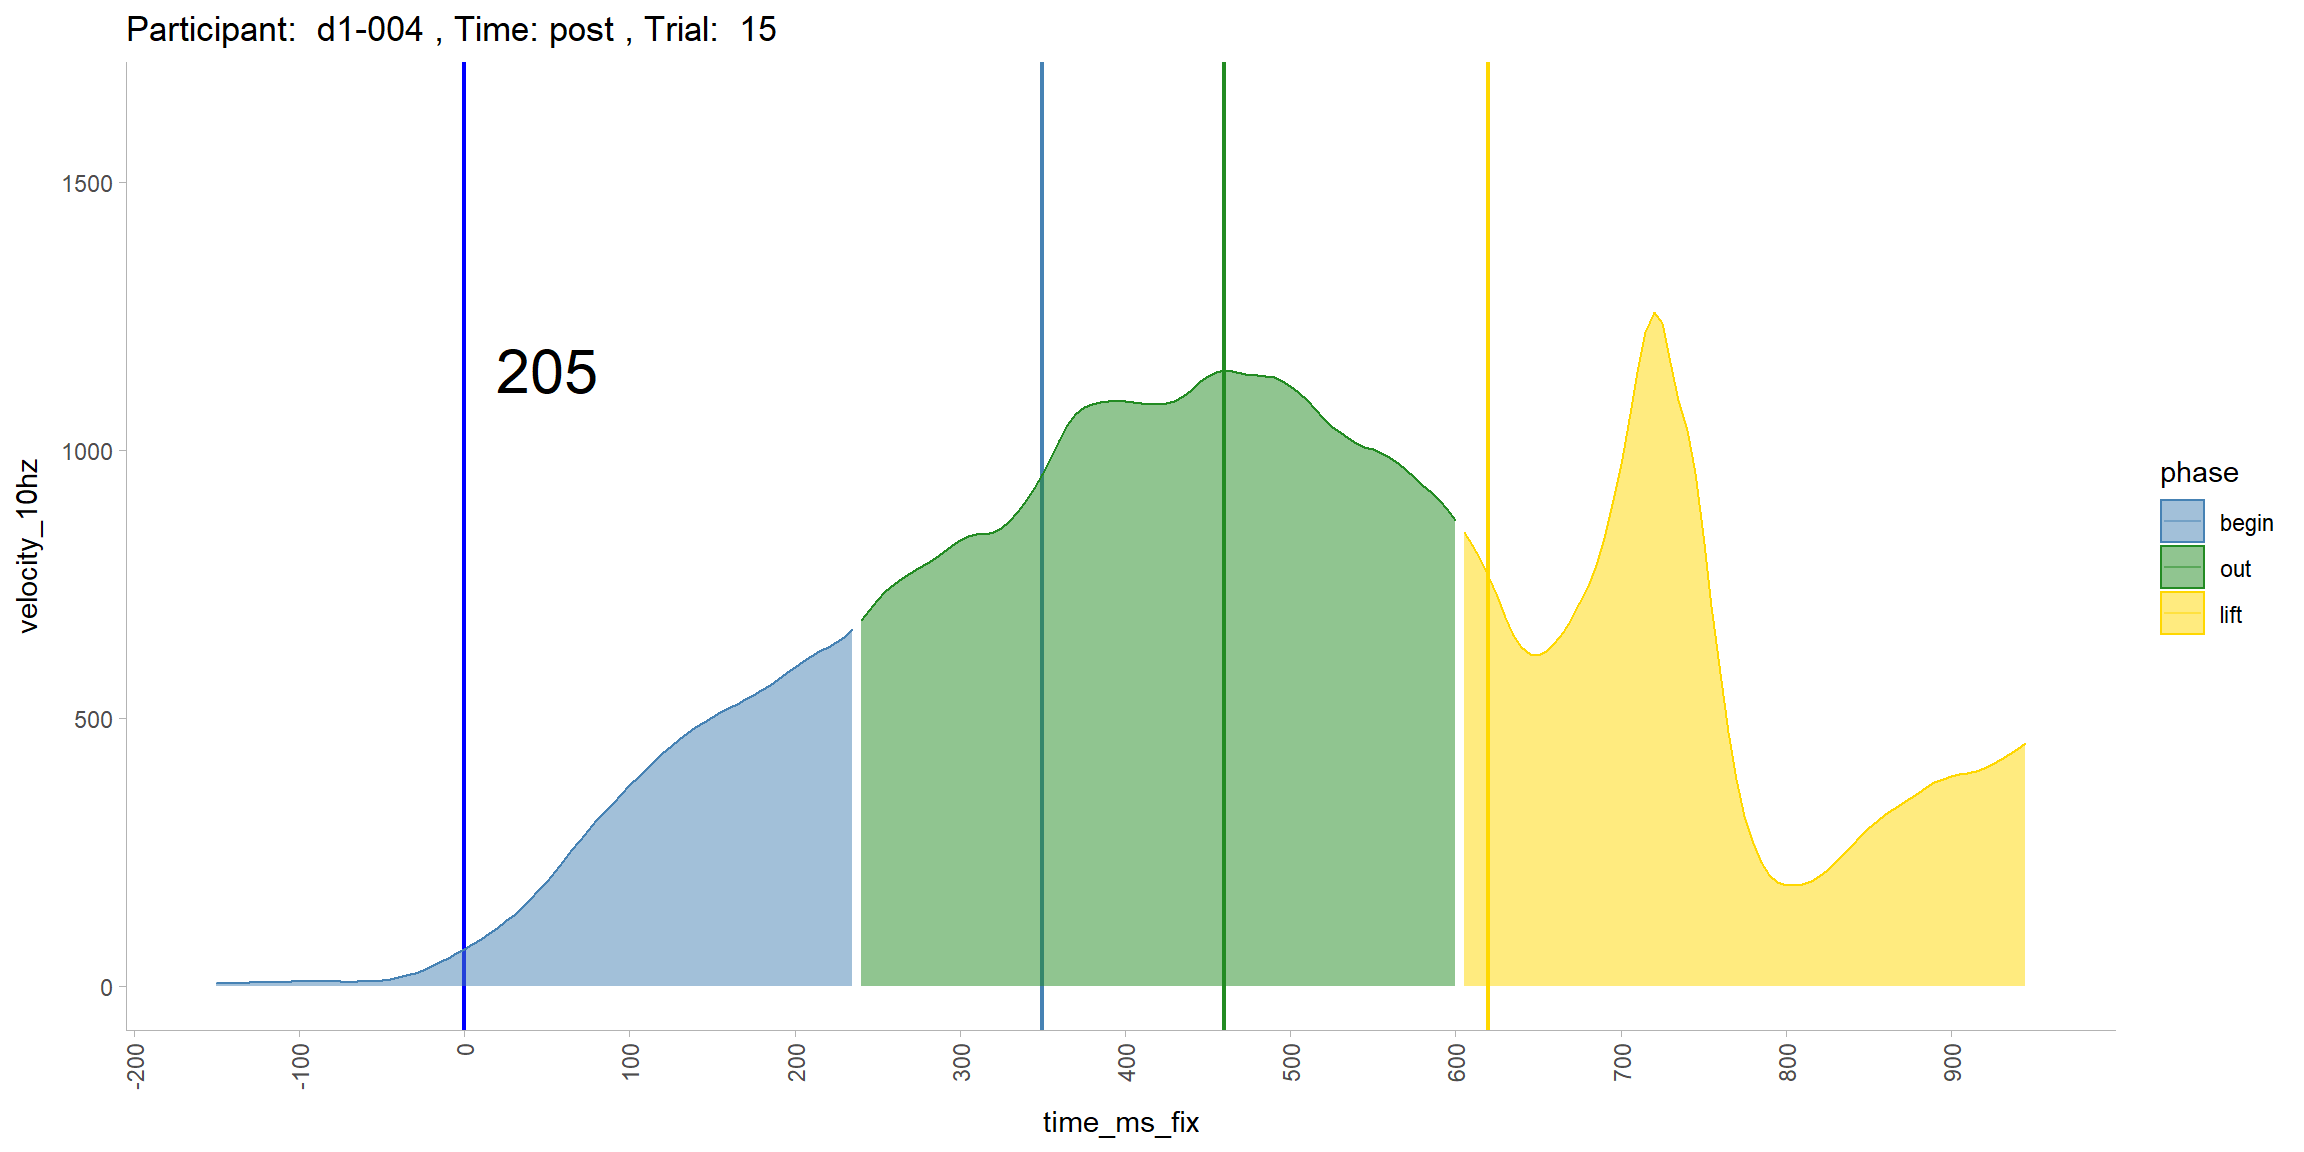 Participant:  d1-004 , Time: post , Trial:  15
1500
1000
500
0
velocity_10hz
205
-200
-100
0
100
200
300
400
500
600
700
800
900
time_ms_fix
phase
begin
out
lift